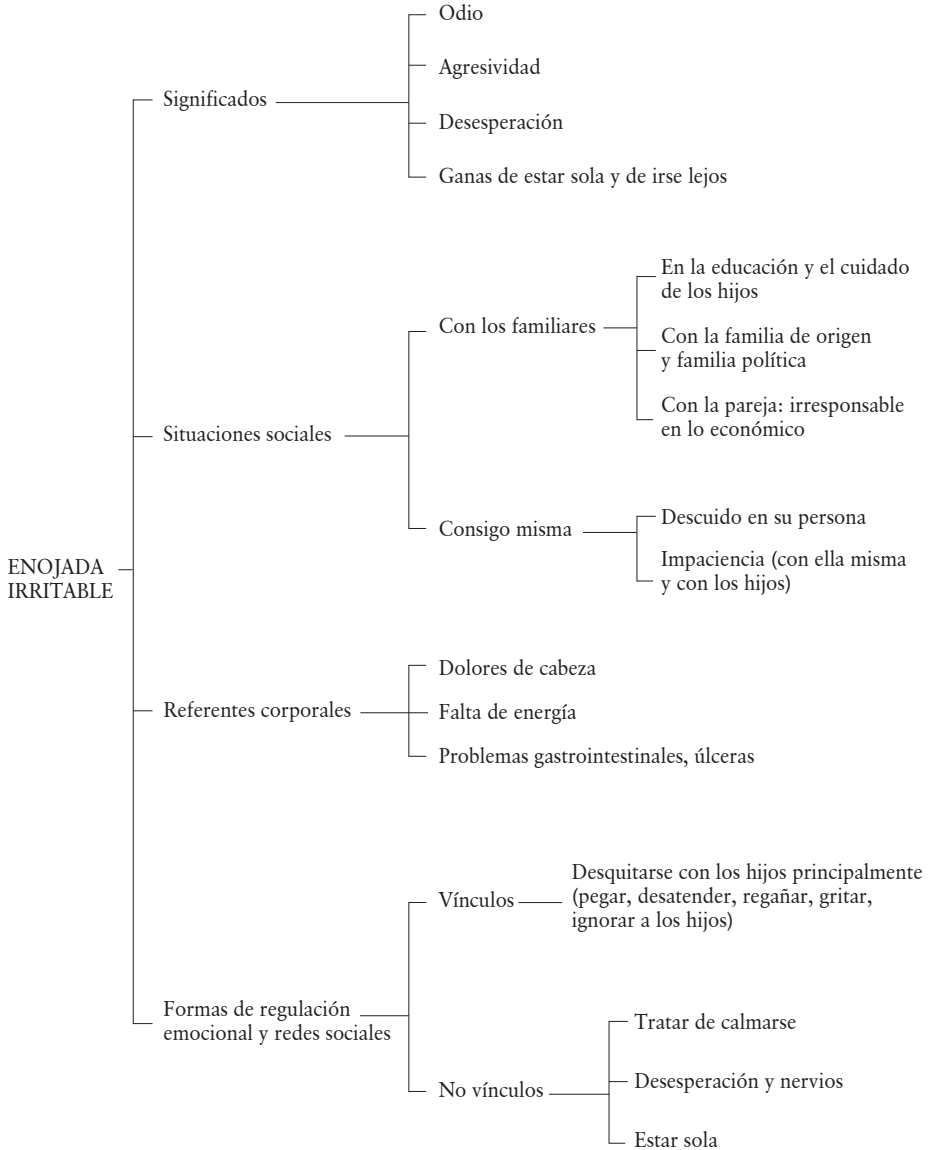 ENOJADA
IRRITABLE
Significados
Odio
Agresividad
Desesperación
Ganas de estar sola y de irse lejos
Situaciones sociales
Con los familiares
En la educación y el cuidado
de los hijos
Con la familia de origen
y familia política
Con la pareja: irresponsable
en lo económico
Consigo misma
Descuido en su persona
Impaciencia (con ella misma
y con los hijos)
Referentes corporales
Dolores de cabeza
Falta de energía
Problemas gastrointestinales, úlceras
Formas de regulación
emocional y redes sociales
Vínculos
Desquitarse con los hijos principalmente
(pegar, desatender, regañar, gritar,
ignorar a los hijos)
No vínculos
Tratar de calmarse
Desesperación y nervios
Estar sola